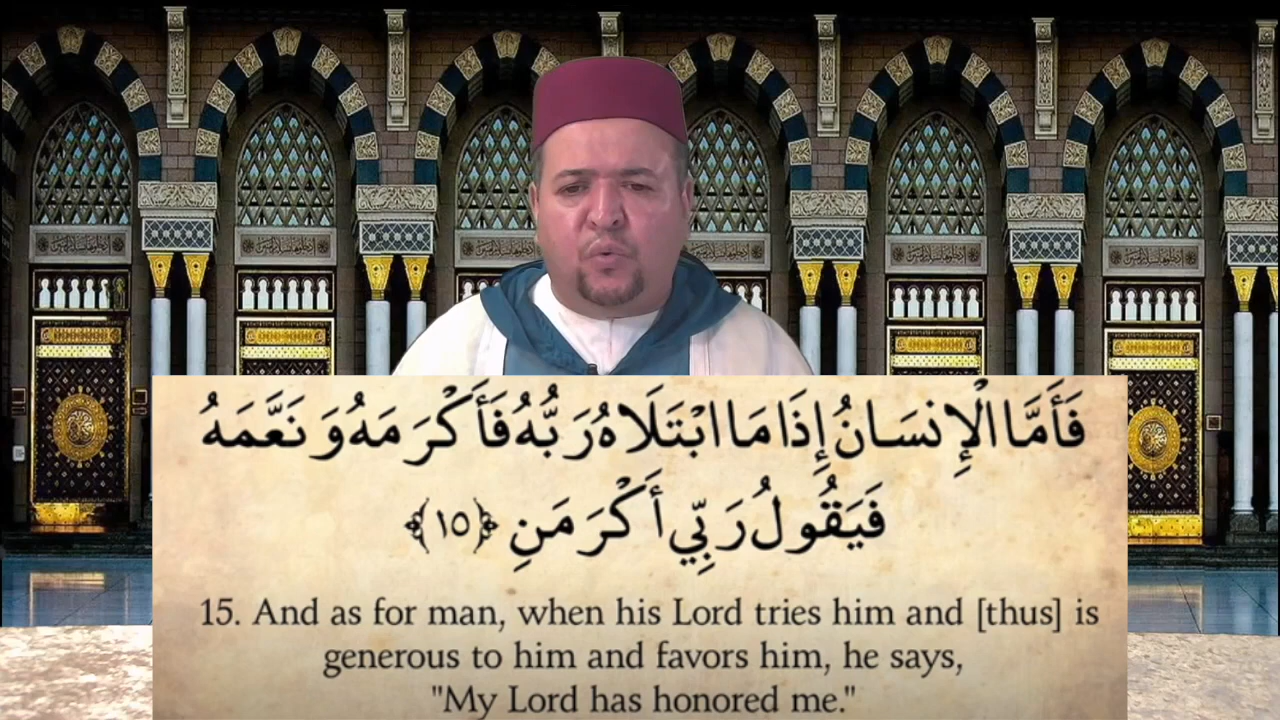 فَأَمَّا الْإِنسَانُ إِذَا مَا ابْتَلَاهُ رَبُّهُ فَأَكْرَمَهُ وَنَعَّمَهُ
فَيَقُولُ رَبِّي أَكْرَمَنِ ﴿١٥﴾
15. And as for man, when his Lord tries him and [thus] is
generous to him and favors him, he says,
"My Lord has honored me."